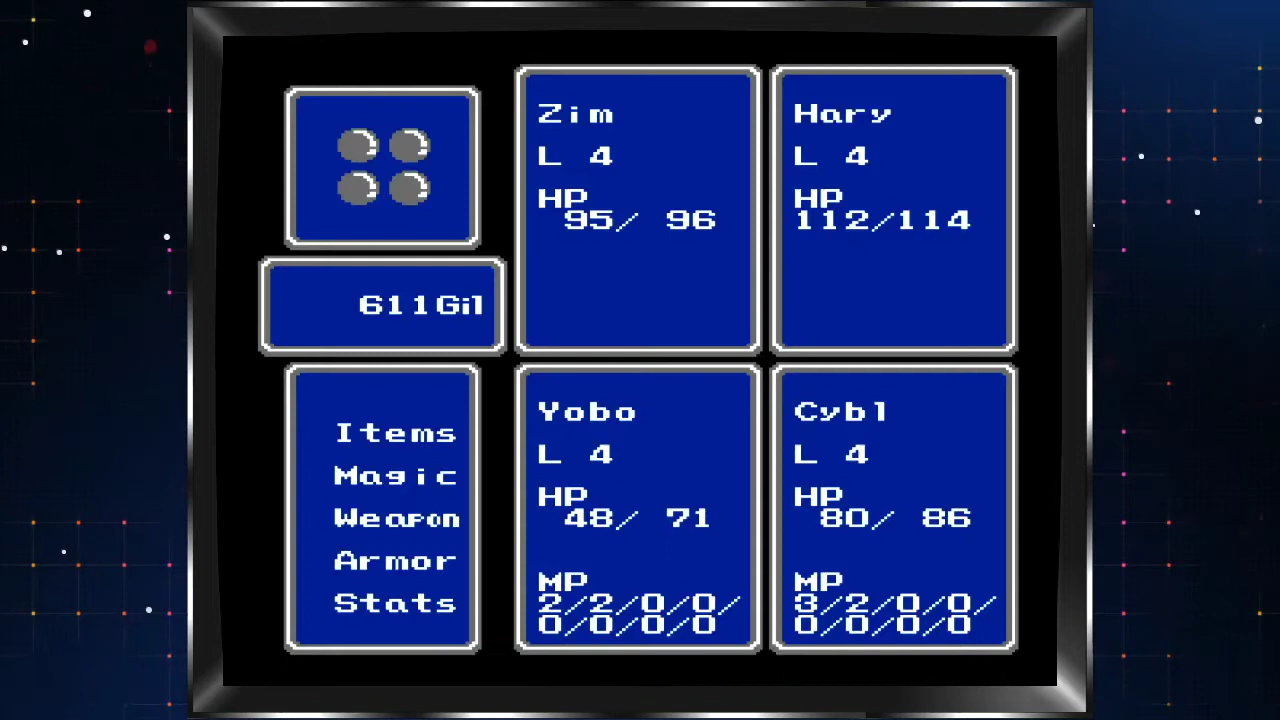 611Gil
Items
Magic
Weapon
Armor
Stats
Zim
L 4
HP
95/ 96
Hary
L 4
HP
112/114
Yobo
L 4
HP
48/ 71
MP
2/2/0/0/
0/0/0/0
Cybl
L 4
HP
80/ 86
MP
3/2/0/0/
0/0/0/0